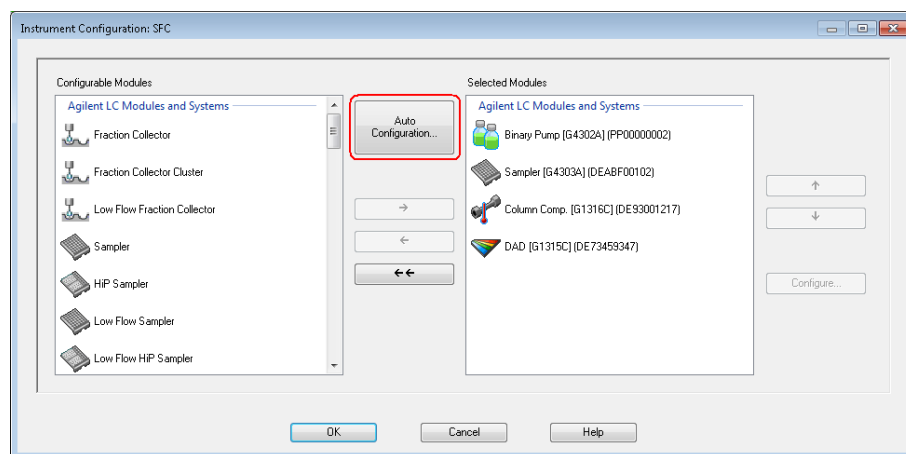 Instrument Configuration: SFC
Configurable Modules
Agilent LC Modules and Systems
Fraction Collector
Fraction Collector Cluster
Low Flow Fraction Collector
Sampler
HiP Sampler
Low Flow Sampler
Low Flow HiP Sampler
Auto
Configuration...
→
←
←←
Selected Modules
Agilent LC Modules and Systems
Binary Pump [G4302A] (PP00000002)
Sampler [G4303A] (DEABF00102)
Column Comp. [G1316C] (DE93001217)
DAD [G1315C] (DE73459347)
↑
↓
Configure...
OK
Cancel
Help